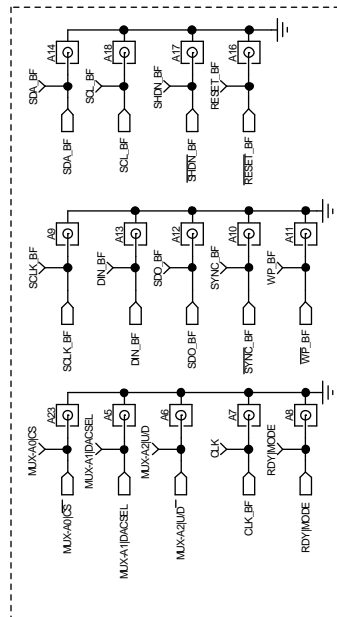 MUX-A0|CS
A23
MUX-A0|CS
MUX-A1|DACSEL
A5
MUX-A1|DACSEL
MUX-A2|U/D
A6
MUX-A2|U/D
CLK
A7
CLK_BF
RDY|MODE
A8
RDY|MODE
SCLK_BF
A9
SCLK_BF
DIN_BF
A13
DIN_BF
SDO_BF
A12
SDO_BF
SYNC_BF
A10
SYNC_BF
WP_BF
A11
WP_BF
SDA_BF
A14
SDA_BF
SCL_BF
A18
SCL_BF
SHDN_BF
A17
SHDN_BF
RESET_BF
A16
RESET_BF